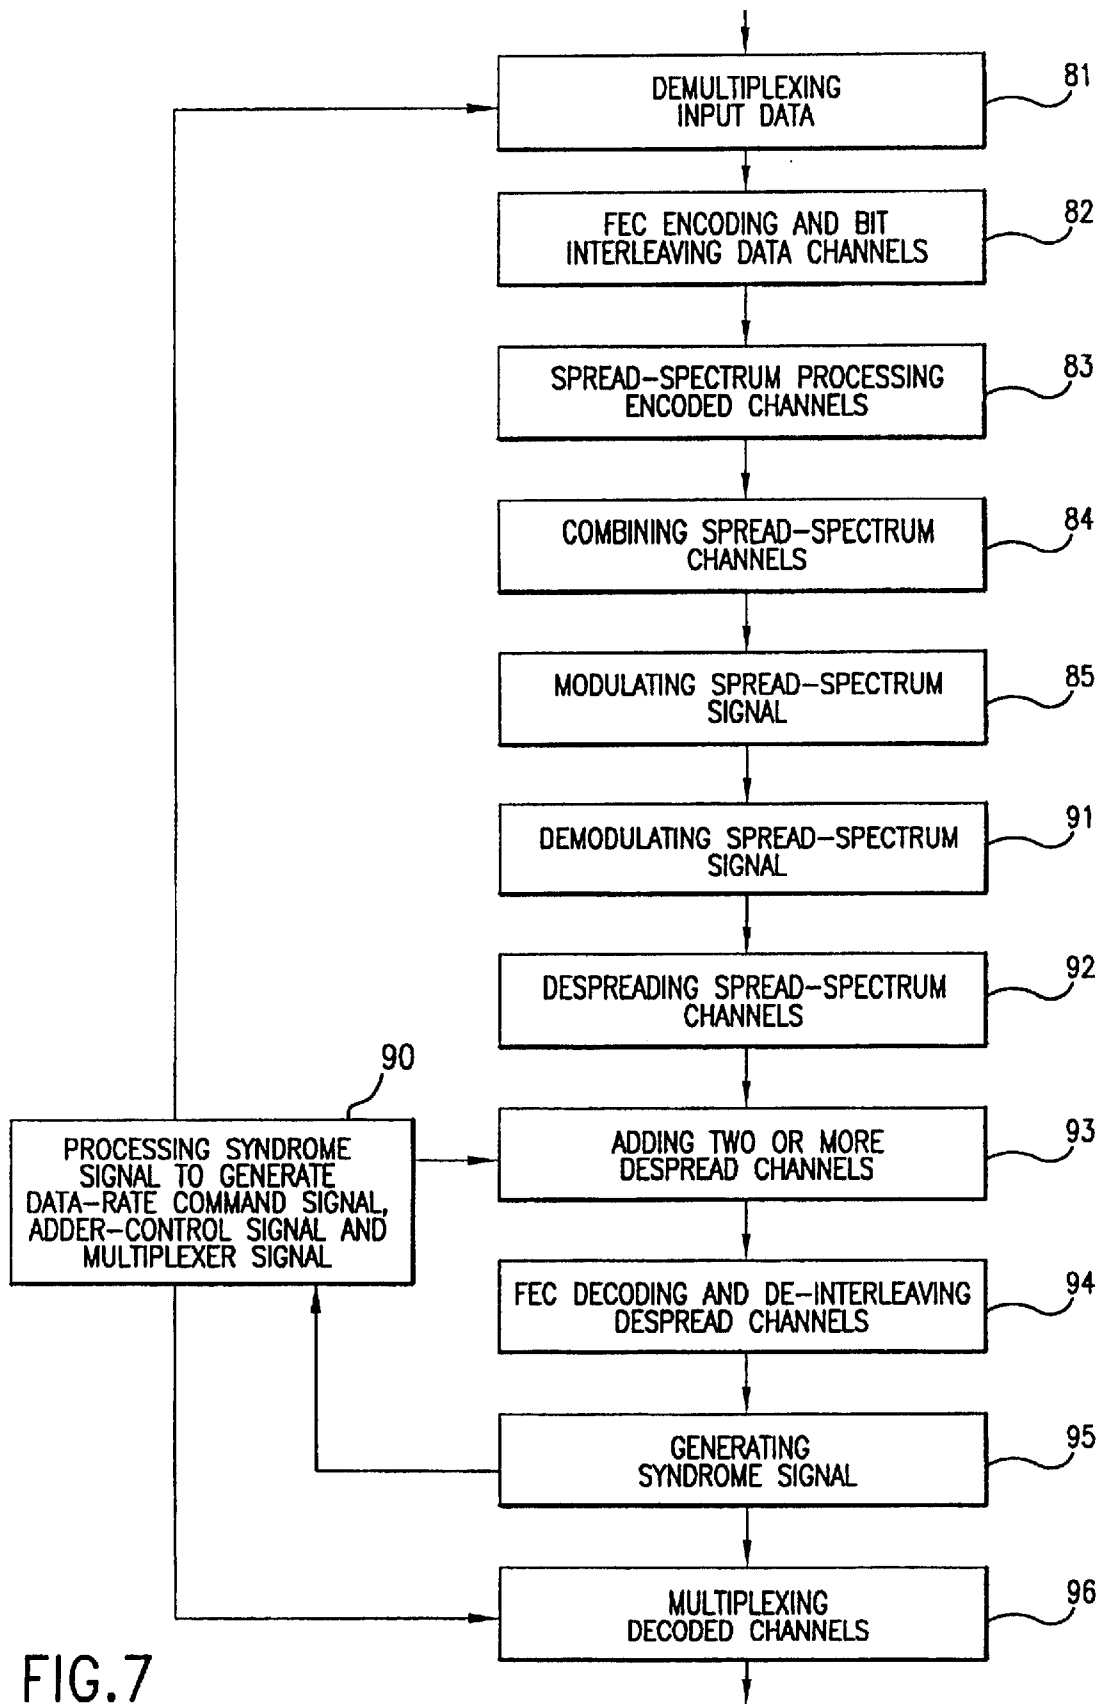 DEMULTIPLEXING
INPUT DATA
81
FEC ENCODING AND BIT
INTERLEAVING DATA CHANNELS
82
SPREAD-SPECTRUM PROCESSING
ENCODED CHANNELS
83
COMBINING SPREAD-SPECTRUM
CHANNELS
84
MODULATING SPREAD-SPECTRUM
SIGNAL
85
DEMODULATING SPREAD-SPECTRUM
SIGNAL
91
DESPREADING SPREAD-SPECTRUM
CHANNELS
92
90
PROCESSING SYNDROME
SIGNAL TO GENERATE
DATA-RATE COMMAND SIGNAL,
ADDER-CONTROL SIGNAL AND
MULTIPLEXER SIGNAL
ADDING TWO OR MORE
DESPREAD CHANNELS
93
FEC DECODING AND DE-INTERLEAVING
DESPREAD CHANNELS
94
GENERATING
SYNDROME SIGNAL
95
MULTIPLEXING
DECODED CHANNELS
96
FIG.7